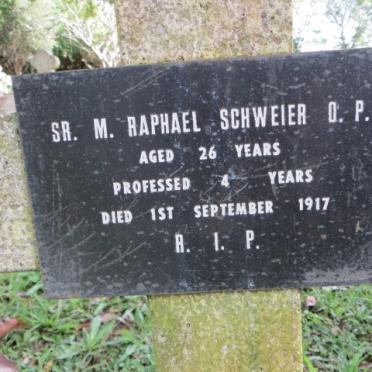 SR. M. RAPHAEL SCHWEIER O. P.
AGED 26 YEARS
PROFESSED 4 YEARS
DIED 1ST SEPTEMBER 1917
R. I. P.